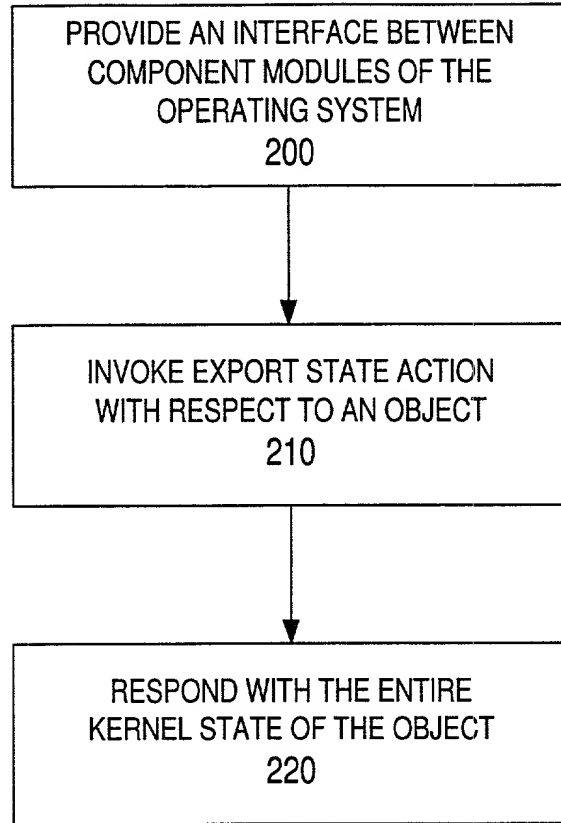 PROVIDE AN INTERFACE BETWEEN
COMPONENT MODULES OF THE
OPERATING SYSTEM
200
INVOKE EXPORT STATE ACTION
WITH RESPECT TO AN OBJECT
210
RESPOND WITH THE ENTIRE
KERNEL STATE OF THE OBJECT
220